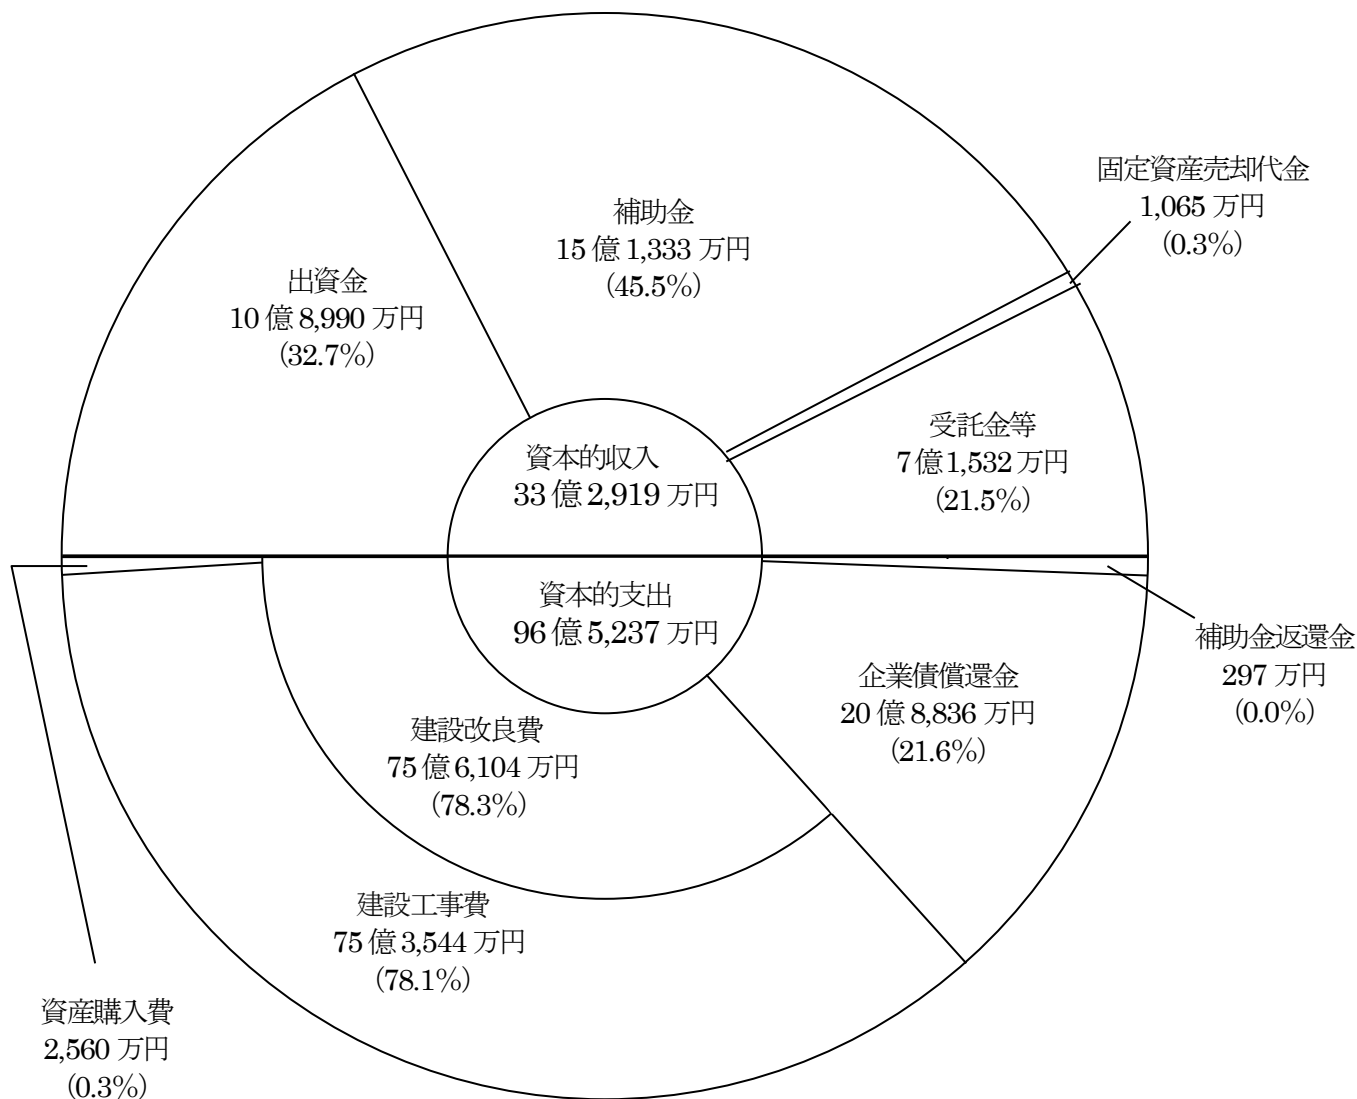 固定資産売却代金
1,065 万円
(0.3%)
補助金
15 億 1,333 万円
(45.5%)
出資金
10 億 8,990 万円
(32.7%)
受託金等
7 億 1,532 万円
(21.5%)
資本的収入
33 億 2,919 万円
資本的支出
96 億 5,237 万円
補助金返還金
297 万円
(0.0%)
企業債償還金
20 億 8,836 万円
(21.6%)
建設改良費
75 億 6,104 万円
(78.3%)
建設工事費
75 億 3,544 万円
(78.1%)
資産購入費
2,560 万円
(0.3%)